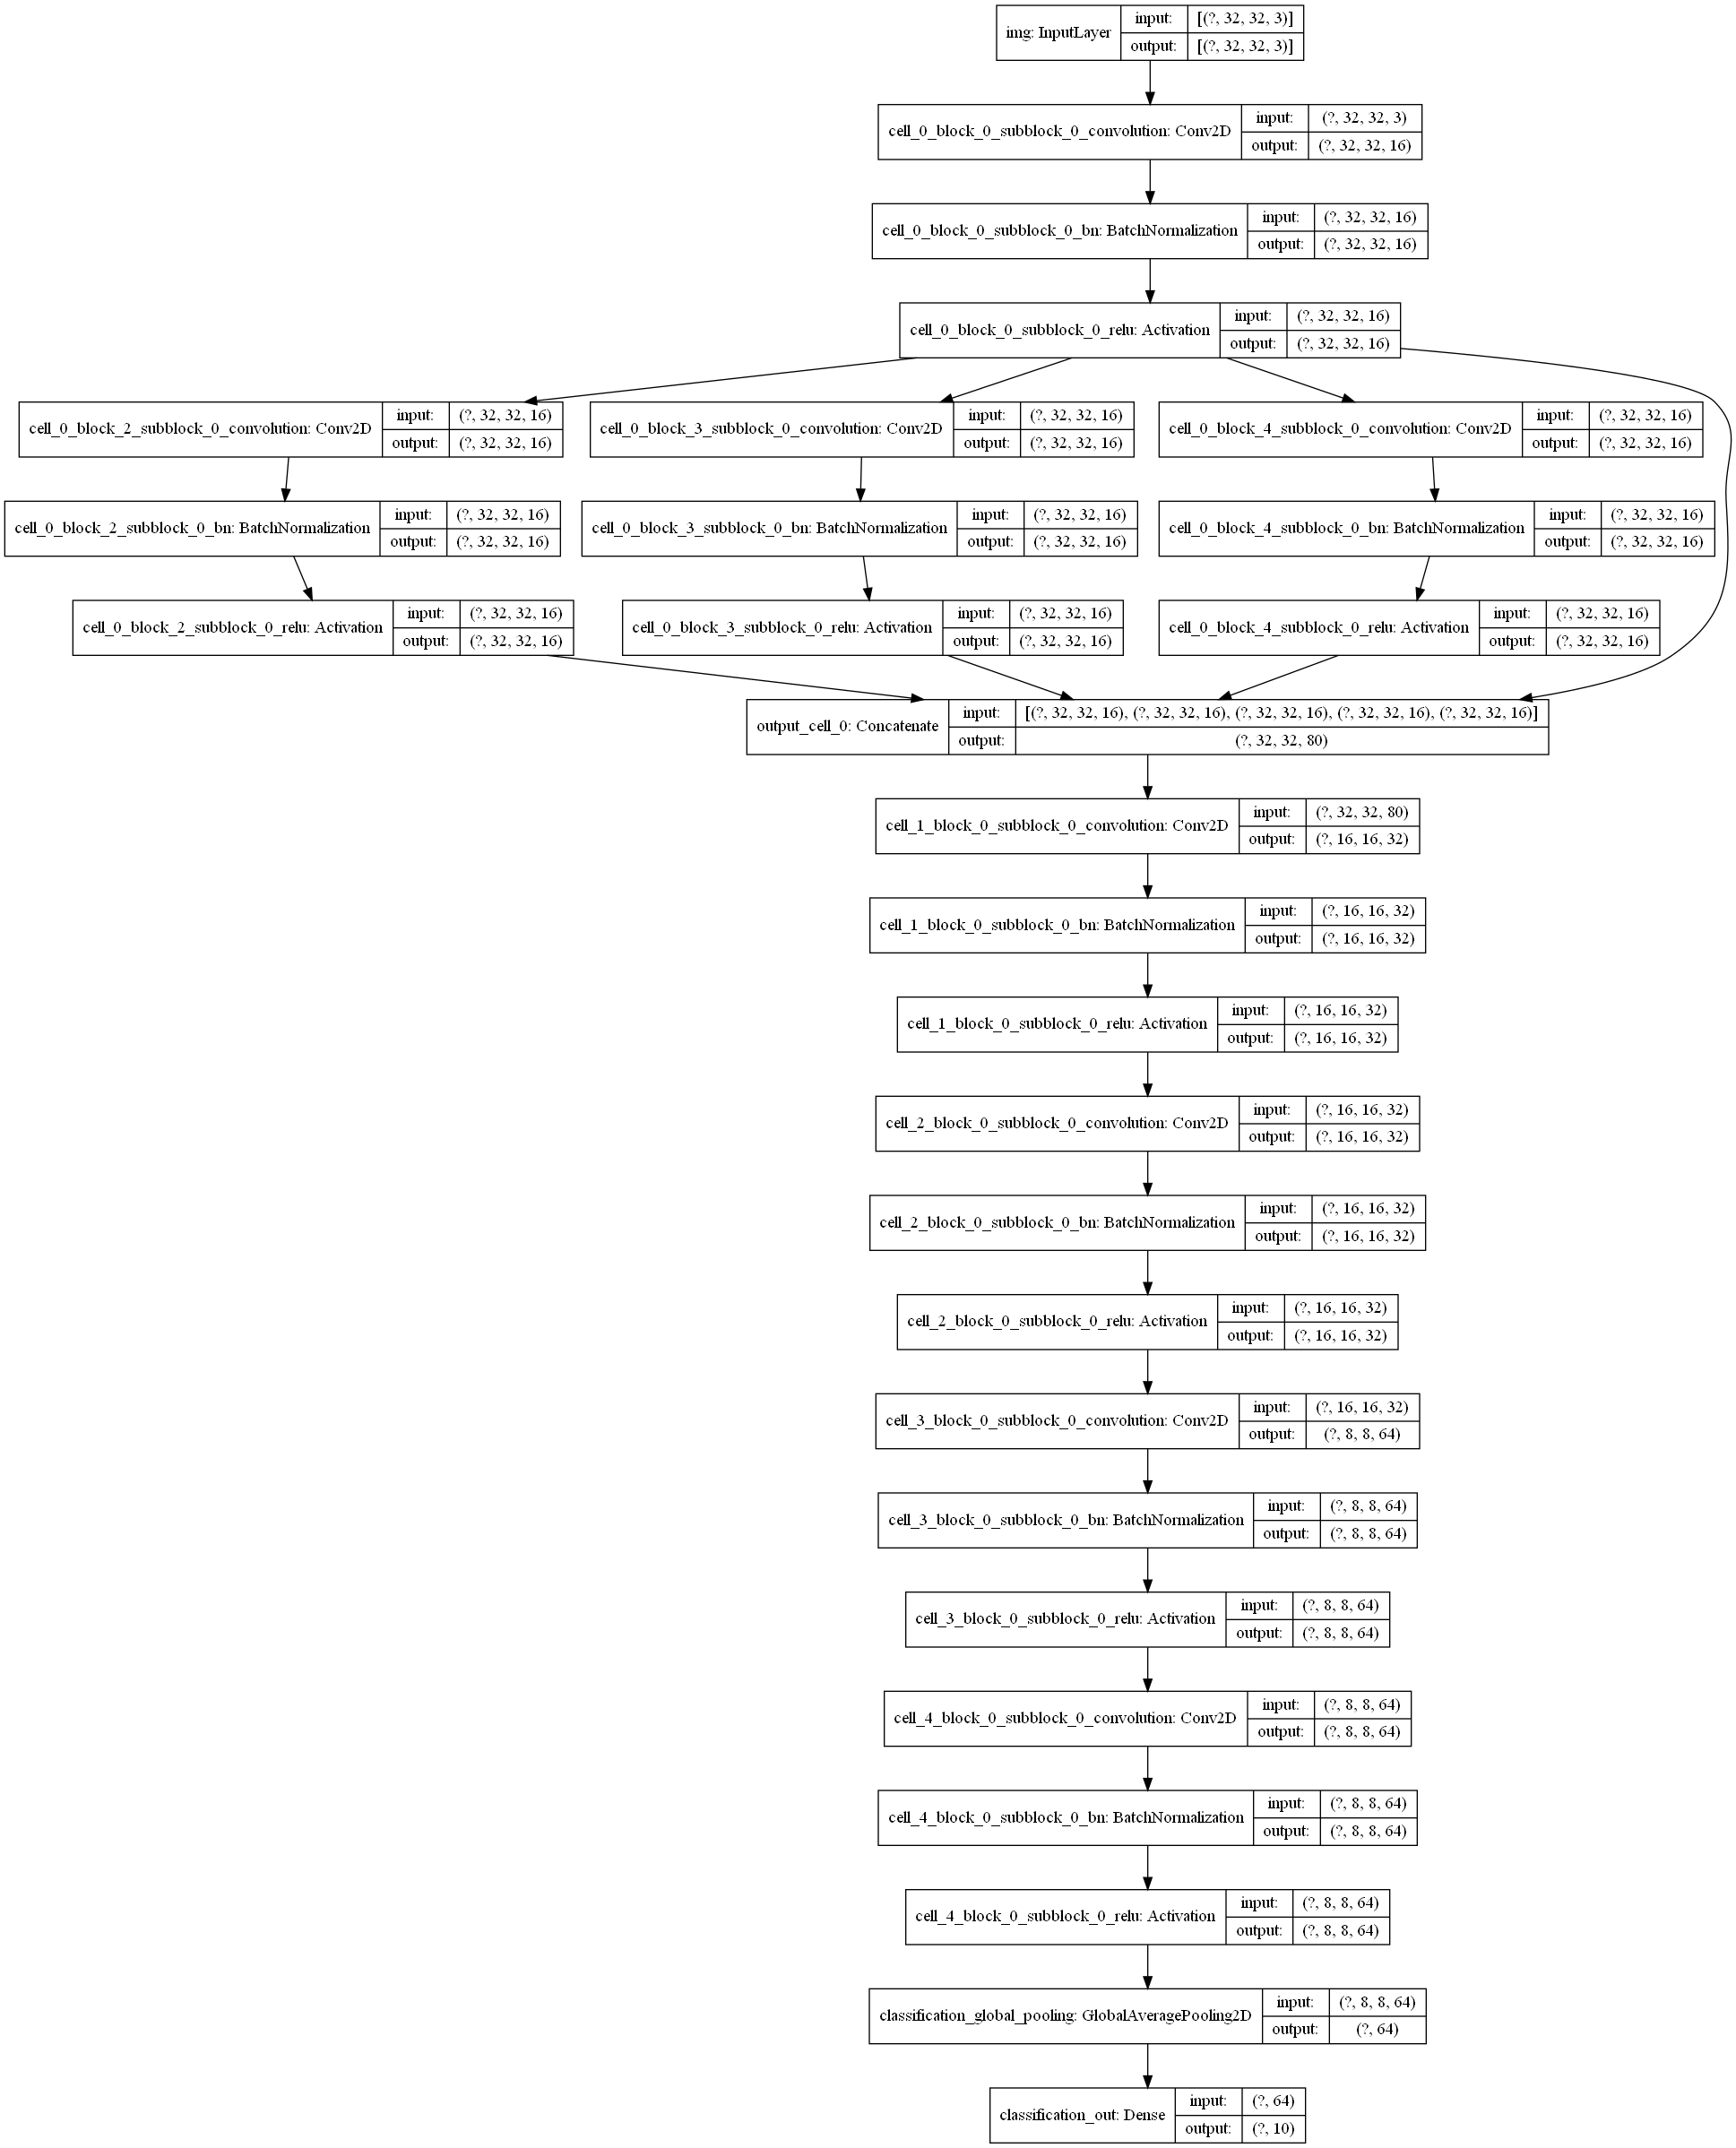 img: InputLayer
input: [(?, 32, 32, 3)]
output: [(?, 32, 32, 3)]
cell_0_block_0_subblock_0_convolution: Conv2D
input: (?, 32, 32, 3)
output: (?, 32, 32, 16)
cell_0_block_0_subblock_0_bn: BatchNormalization
input: (?, 32, 32, 16)
output: (?, 32, 32, 16)
cell_0_block_0_subblock_0_relu: Activation
input: (?, 32, 32, 16)
output: (?, 32, 32, 16)
cell_0_block_2_subblock_0_convolution: Conv2D
input: (?, 32, 32, 16)
output: (?, 32, 32, 16)
cell_0_block_3_subblock_0_convolution: Conv2D
input: (?, 32, 32, 16)
output: (?, 32, 32, 16)
cell_0_block_4_subblock_0_convolution: Conv2D
input: (?, 32, 32, 16)
output: (?, 32, 32, 16)
cell_0_block_2_subblock_0_bn: BatchNormalization
input: (?, 32, 32, 16)
output: (?, 32, 32, 16)
cell_0_block_3_subblock_0_bn: BatchNormalization
input: (?, 32, 32, 16)
output: (?, 32, 32, 16)
cell_0_block_4_subblock_0_bn: BatchNormalization
input: (?, 32, 32, 16)
output: (?, 32, 32, 16)
cell_0_block_2_subblock_0_relu: Activation
input: (?, 32, 32, 16)
output: (?, 32, 32, 16)
cell_0_block_3_subblock_0_relu: Activation
input: (?, 32, 32, 16)
output: (?, 32, 32, 16)
cell_0_block_4_subblock_0_relu: Activation
input: (?, 32, 32, 16)
output: (?, 32, 32, 16)
output_cell_0: Concatenate
input: [(?, 32, 32, 16), (?, 32, 32, 16), (?, 32, 32, 16), (?, 32, 32, 16), (?, 32, 32, 16)]
output: (?, 32, 32, 80)
cell_1_block_0_subblock_0_convolution: Conv2D
input: (?, 32, 32, 80)
output: (?, 16, 16, 32)
cell_1_block_0_subblock_0_bn: BatchNormalization
input: (?, 16, 16, 32)
output: (?, 16, 16, 32)
cell_1_block_0_subblock_0_relu: Activation
input: (?, 16, 16, 32)
output: (?, 16, 16, 32)
cell_2_block_0_subblock_0_convolution: Conv2D
input: (?, 16, 16, 32)
output: (?, 16, 16, 32)
cell_2_block_0_subblock_0_bn: BatchNormalization
input: (?, 16, 16, 32)
output: (?, 16, 16, 32)
cell_2_block_0_subblock_0_relu: Activation
input: (?, 16, 16, 32)
output: (?, 16, 16, 32)
cell_3_block_0_subblock_0_convolution: Conv2D
input: (?, 16, 16, 32)
output: (?, 8, 8, 64)
cell_3_block_0_subblock_0_bn: BatchNormalization
input: (?, 8, 8, 64)
output: (?, 8, 8, 64)
cell_3_block_0_subblock_0_relu: Activation
input: (?, 8, 8, 64)
output: (?, 8, 8, 64)
cell_4_block_0_subblock_0_convolution: Conv2D
input: (?, 8, 8, 64)
output: (?, 8, 8, 64)
cell_4_block_0_subblock_0_bn: BatchNormalization
input: (?, 8, 8, 64)
output: (?, 8, 8, 64)
cell_4_block_0_subblock_0_relu: Activation
input: (?, 8, 8, 64)
output: (?, 8, 8, 64)
classification_global_pooling: GlobalAveragePooling2D
input: (?, 8, 8, 64)
output: (?, 64)
classification_out: Dense
input: (?, 64)
output: (?, 10)